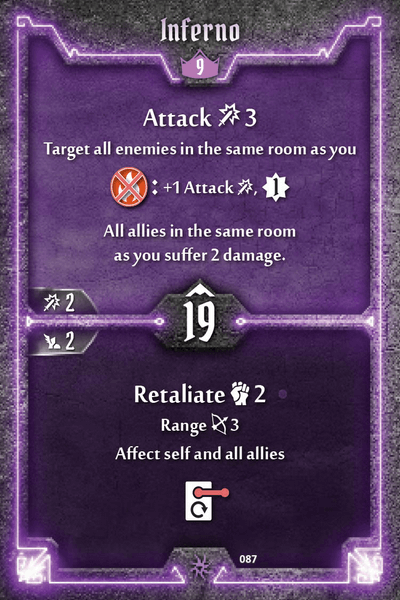 Inferno
9
Attack 3
Target all enemies in the same room as you
: +1 Attack , 1
All allies in the same room
as you suffer 2 damage.
2
19
2
Retaliate 2
Range 3
Affect self and all allies
087